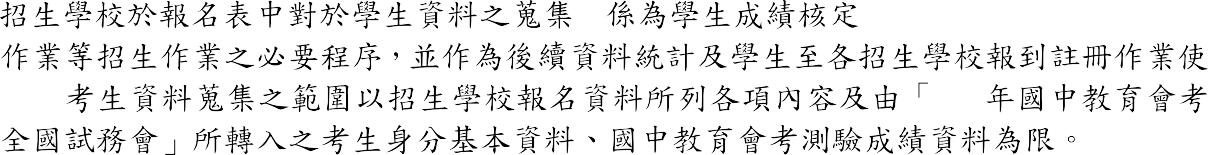 招生學校於報名表中對於學生資料之蒐集　係為學生成績核定
作業等招生作業之必要程序，並作為後續資料統計及學生至各招生學校報到註冊作業使
考生資料蒐集之範圍以招生學校報名資料所列各項內容及由「　　年國中教育會考
全國試務會」所轉入之考生身分基本資料、國中教育會考測驗成績資料為限。